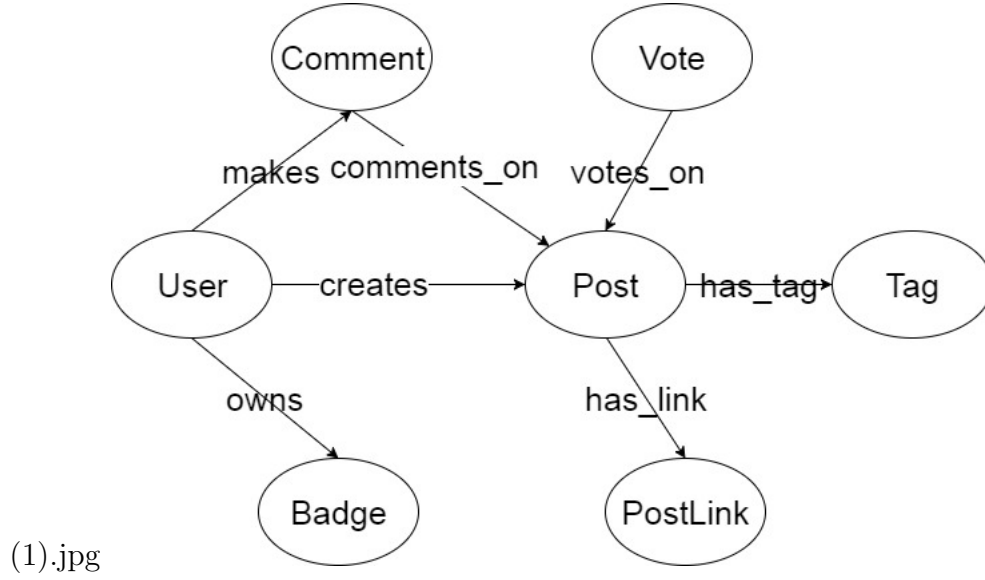 Comment
Vote
makes
comments_on
votes_on
User
creates
Post
has_tag
Tag
owns
has_link
Badge
PostLink
(1).jpg